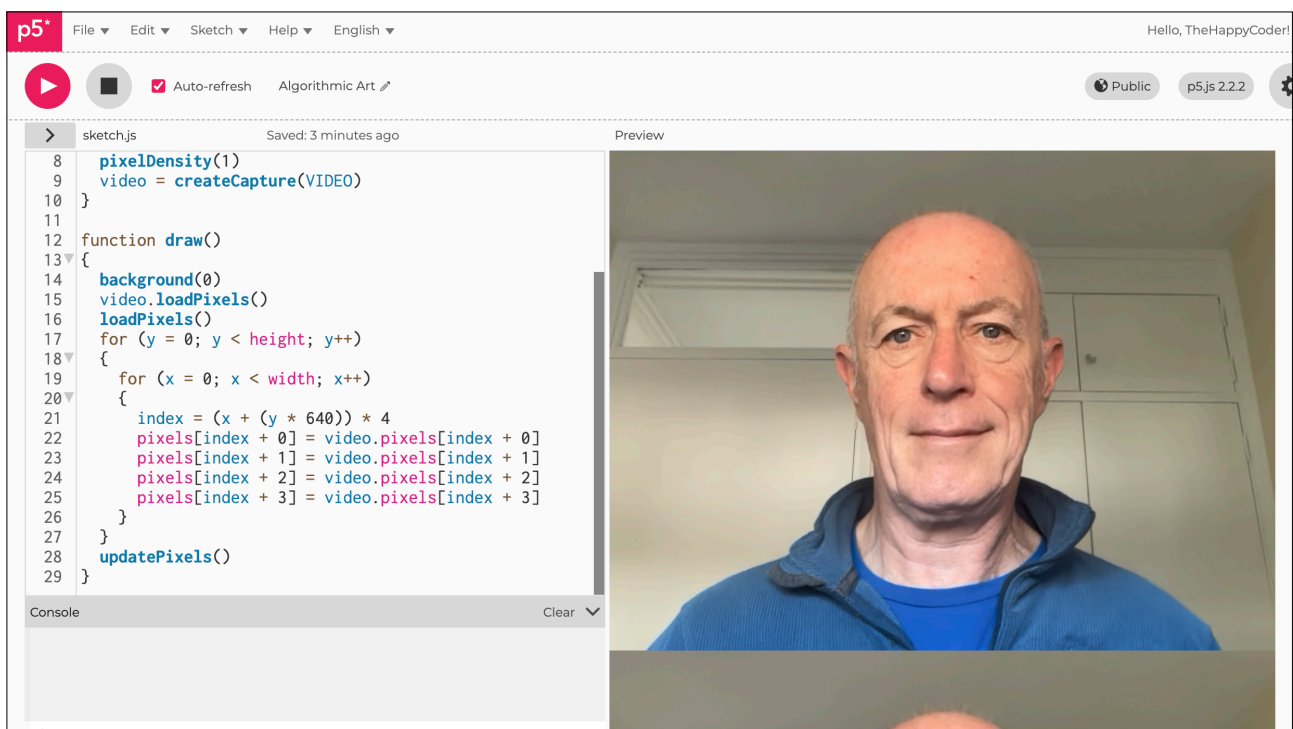 p5* File Edit Sketch Help English Hello, TheHappyCoder!
Auto-refresh Algorithmic Art Public p5.js 2.2.2
sketch.js Saved: 3 minutes ago Preview
8 pixelDensity(1)
9 video = createCapture(VIDEO)
10 }
11
12 function draw()
13 {
14 background(0)
15 video.loadPixels()
16 loadPixels()
17 for (y = 0; y < height; y++)
18 {
19 for (x = 0; x < width; x++)
20 {
21 index = (x + (y * 640)) * 4
22 pixels[index + 0] = video.pixels[index + 0]
23 pixels[index + 1] = video.pixels[index + 1]
24 pixels[index + 2] = video.pixels[index + 2]
25 pixels[index + 3] = video.pixels[index + 3]
26 }
27 }
28 updatePixels()
29 }
Console Clear